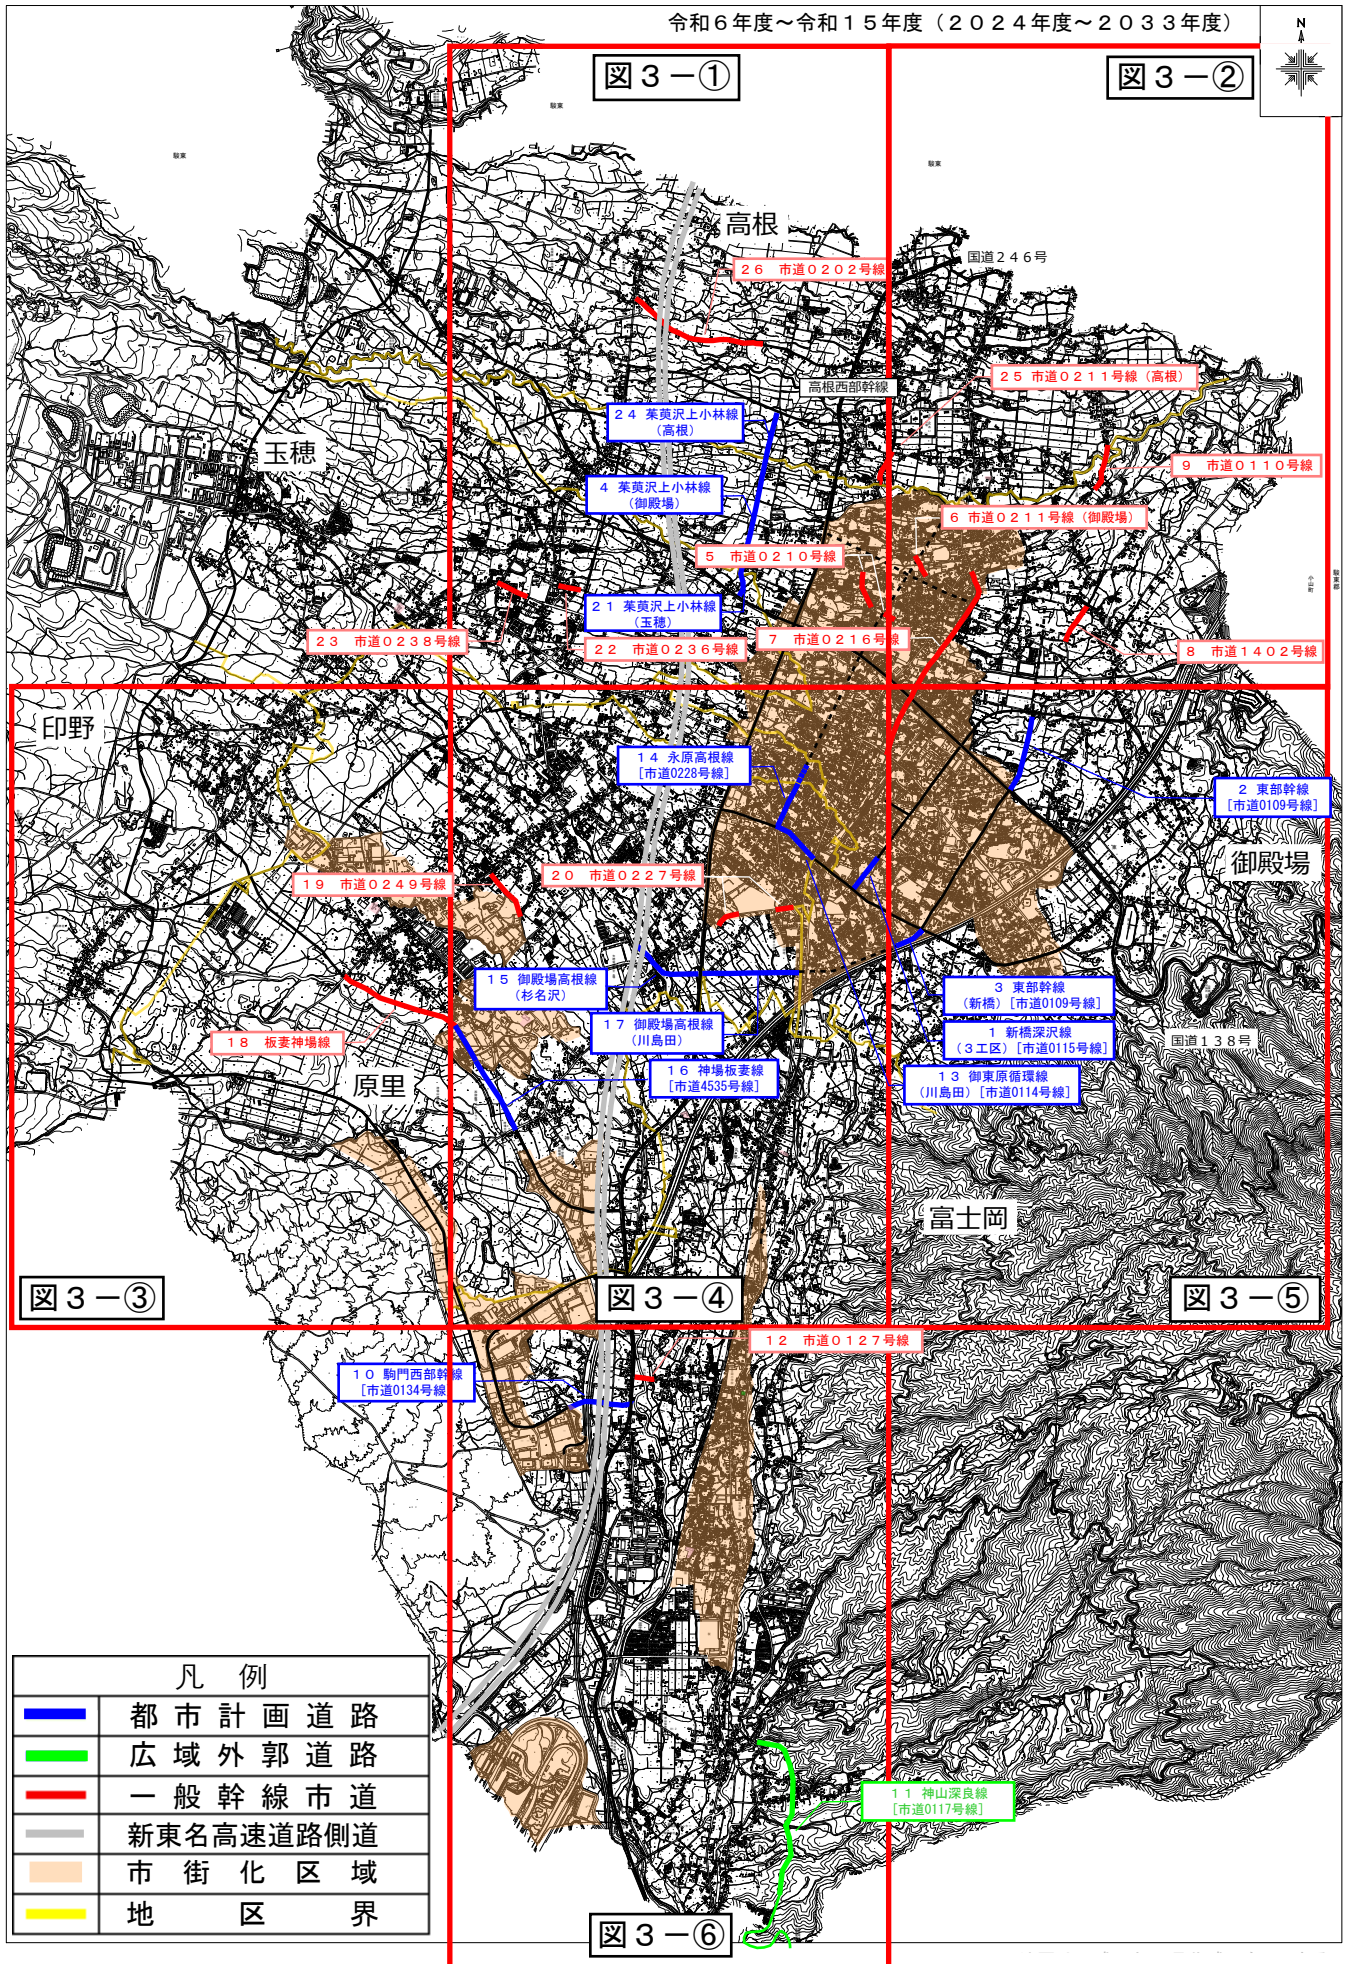 令和６年度～令和１５年度（２０２４年度～２０３３年度）
N
図３－①
図３－②
駿東
駿東
駿東
高根
国道２４６号
２６　市道０２０２号線
２５ 市道０２１１号線（高根）
高根西部幹線
２４ 茱萸沢上小林線
（高根）
玉穂
９　市道０１１０号線
４ 茱萸沢上小林線
（御殿場）
６ 市道０２１１号線（御殿場）
５　市道０２１０号線
駿東郡
小山町
２１ 茱萸沢上小林線
（玉穂）
２３　市道０２３８号線
２２　市道０２３６号線
７　市道０２１６号線
８　市道１４０２号線
印野
１４ 永原高根線
［市道0228号線］
２ 東部幹線
［市道0109号線］
御殿場
１９　市道０２４９号線
２０　市道０２２７号線
１５ 御殿場高根線
（杉名沢）
３ 東部幹線
（新橋）［市道0109号線］
１７ 御殿場高根線
（川島田）
１ 新橋深沢線
（３工区）［市道0115号線］
国道１３８号
１８　板妻神場線
１６ 神場板妻線
［市道4535号線］
１３ 御東原循環線
（川島田）［市道0114号線］
原里
富士岡
図３－③
図３－④
図３－⑤
１２　市道０１２７号線
１０ 駒門西部幹線
［市道0134号線
１１ 神山深良線
［市道0117号線］
凡　例
都市計画道路
広域外郭道路
一般幹線市道
新東名高速道路側道
市街化区域
地区界
図３－⑥